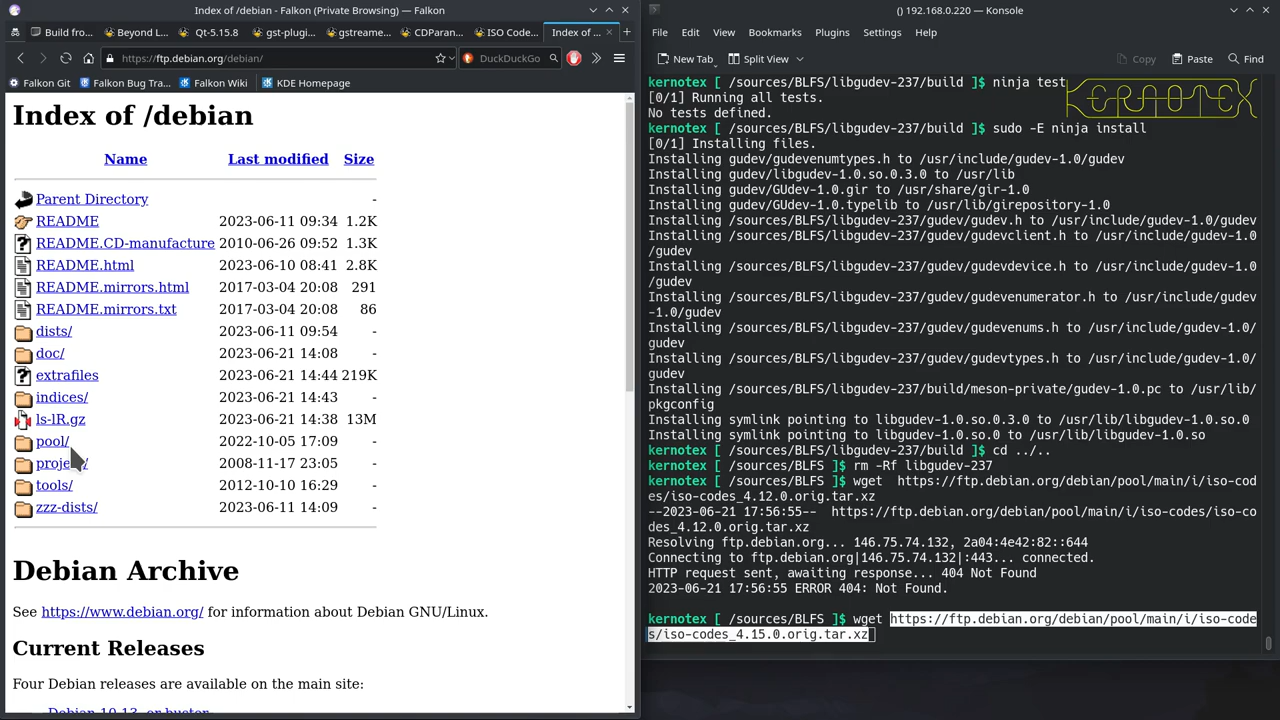 Index of /debian - Falkon (Private Browsing) — Falkon
Build fro...
Beyond L...
Qt-5.15.8
gst-plugi...
gstreame...
CDParan...
ISO Code...
Index of ...
https://ftp.debian.org/debian/
DuckDuckGo
Falkon Git
Falkon Bug Tra...
Falkon Wiki
KDE Homepage
Index of /debian
Name Last modified Size
Parent Directory -
README 2023-06-11 09:34 1.2K
README.CD-manufacture 2010-06-26 09:52 1.3K
README.html 2023-06-10 08:41 2.8K
README.mirrors.html 2017-03-04 20:08 291
README.mirrors.txt 2017-03-04 20:08 86
dists/ 2023-06-11 09:54 -
doc/ 2023-06-21 14:08 -
extrafiles 2023-06-21 14:44 219K
indices/ 2023-06-21 14:43 -
ls-lR.gz 2023-06-21 14:38 13M
pool/ 2022-10-05 17:09 -
2008-11-17 23:05 -
tools/ 2012-10-10 16:29 -
zzz-dists/ 2023-06-11 14:09 -
Debian Archive
See https://www.debian.org/ for information about Debian GNU/Linux.
Current Releases
Four Debian releases are available on the main site:
Debian 10.13, or buster
() 192.168.0.220 — Konsole
File Edit View Bookmarks Plugins Settings Help
New Tab Split View Copy Paste Find
KERNOTEX
kernotex [ /sources/BLFS/libgudev-237/build ]$ ninja test
[0/1] Running all tests.
No tests defined.
kernotex [ /sources/BLFS/libgudev-237/build ]$ sudo -E ninja install
[0/1] Installing files.
Installing gudev/gudevenumtypes.h to /usr/include/gudev-1.0/gudev
Installing gudev/libgudev-1.0.so.0.3.0 to /usr/lib
Installing gudev/GUdev-1.0.gir to /usr/share/gir-1.0
Installing gudev/GUdev-1.0.typelib to /usr/lib/girepository-1.0
Installing /sources/BLFS/libgudev-237/gudev/gudev.h to /usr/include/gudev-1.0/gudev
Installing /sources/BLFS/libgudev-237/gudev/gudevclient.h to /usr/include/gudev-1.0
/gudev
Installing /sources/BLFS/libgudev-237/gudev/gudevdevice.h to /usr/include/gudev-1.0
/gudev
Installing /sources/BLFS/libgudev-237/gudev/gudevenumerator.h to /usr/include/gudev
-1.0/gudev
Installing /sources/BLFS/libgudev-237/gudev/gudevenums.h to /usr/include/gudev-1.0/
gudev
Installing /sources/BLFS/libgudev-237/gudev/gudevtypes.h to /usr/include/gudev-1.0/
gudev
Installing /sources/BLFS/libgudev-237/build/meson-private/gudev-1.0.pc to /usr/lib/
pkgconfig
Installing symlink pointing to libgudev-1.0.so.0.3.0 to /usr/lib/libgudev-1.0.so.0
Installing symlink pointing to libgudev-1.0.so.0 to /usr/lib/libgudev-1.0.so
kernotex [ /sources/BLFS/libgudev-237/build ]$ cd ../..
kernotex [ /sources/BLFS ]$ rm -Rf libgudev-237
kernotex [ /sources/BLFS ]$ wget  https://ftp.debian.org/debian/pool/main/i/iso-cod
es/iso-codes_4.12.0.orig.tar.xz
--2023-06-21 17:56:55--  https://ftp.debian.org/debian/pool/main/i/iso-codes/iso-co
des_4.12.0.orig.tar.xz
Resolving ftp.debian.org... 146.75.74.132, 2a04:4e42:82::644
Connecting to ftp.debian.org|146.75.74.132|:443... connected.
HTTP request sent, awaiting response... 404 Not Found
2023-06-21 17:56:55 ERROR 404: Not Found.
kernotex [ /sources/BLFS ]$ wget https://ftp.debian.org/debian/pool/main/i/iso-code
s/iso-codes_4.15.0.orig.tar.xz